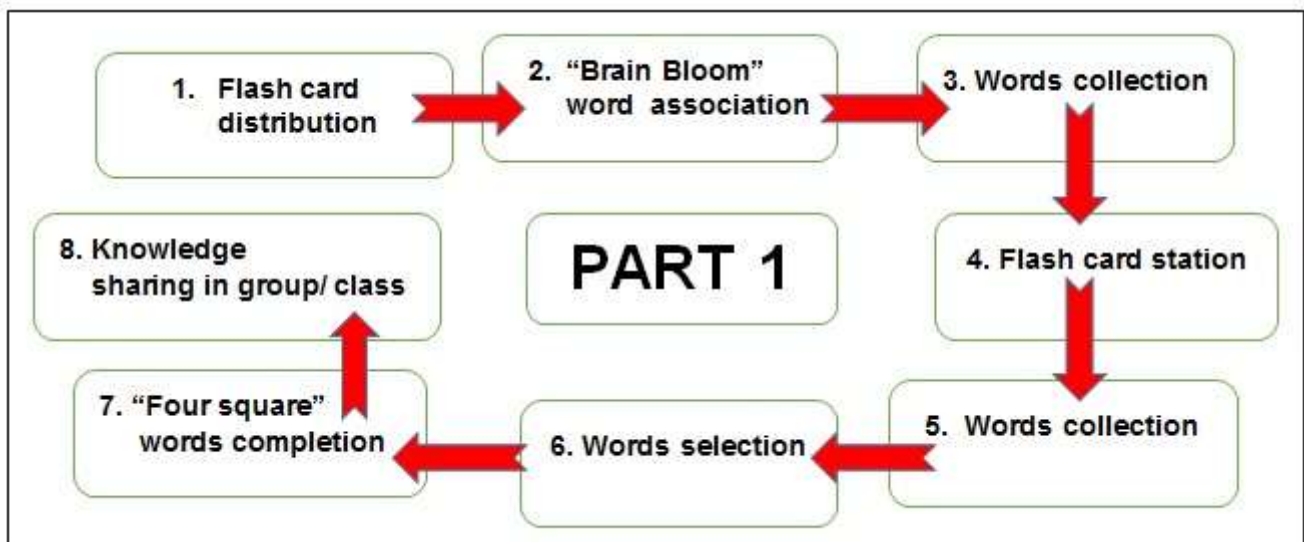 1. Flash card
distribution
2. “Brain Bloom”
word association
3. Words collection
4. Flash card station
5. Words collection
6. Words selection
7. “Four square”
words completion
8. Knowledge
sharing in group/ class
PART 1